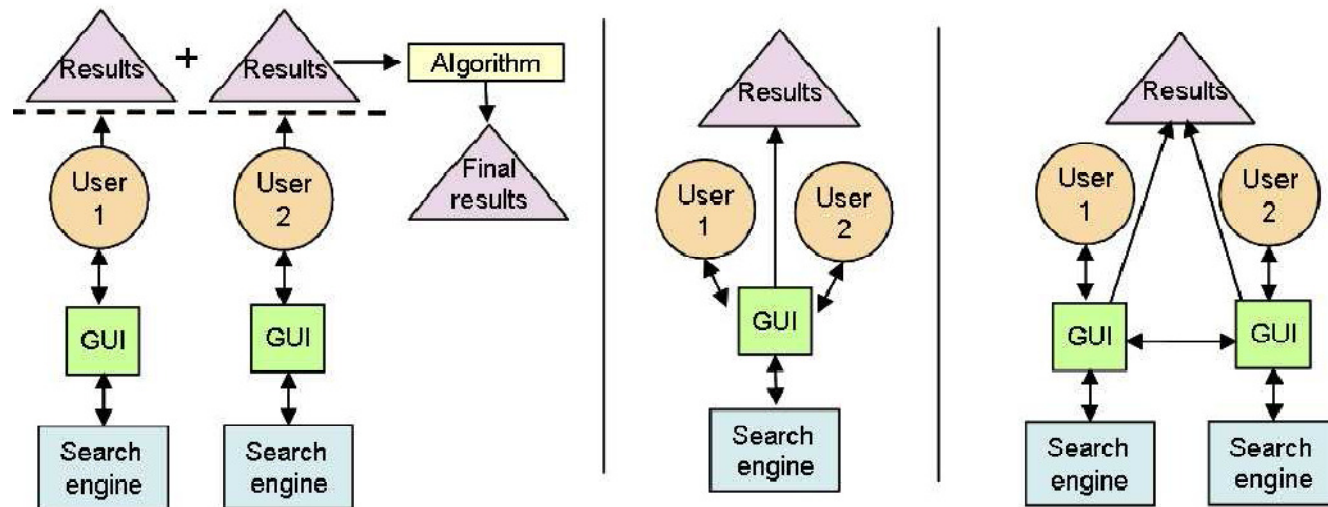 Results
+
Results
Algorithm
Final
results
User
1
User
2
GUI
GUI
Search
engine
Search
engine
Results
User
1
User
2
GUI
Search
engine
Results
User
1
User
2
GUI
GUI
Search
engine
Search
engine